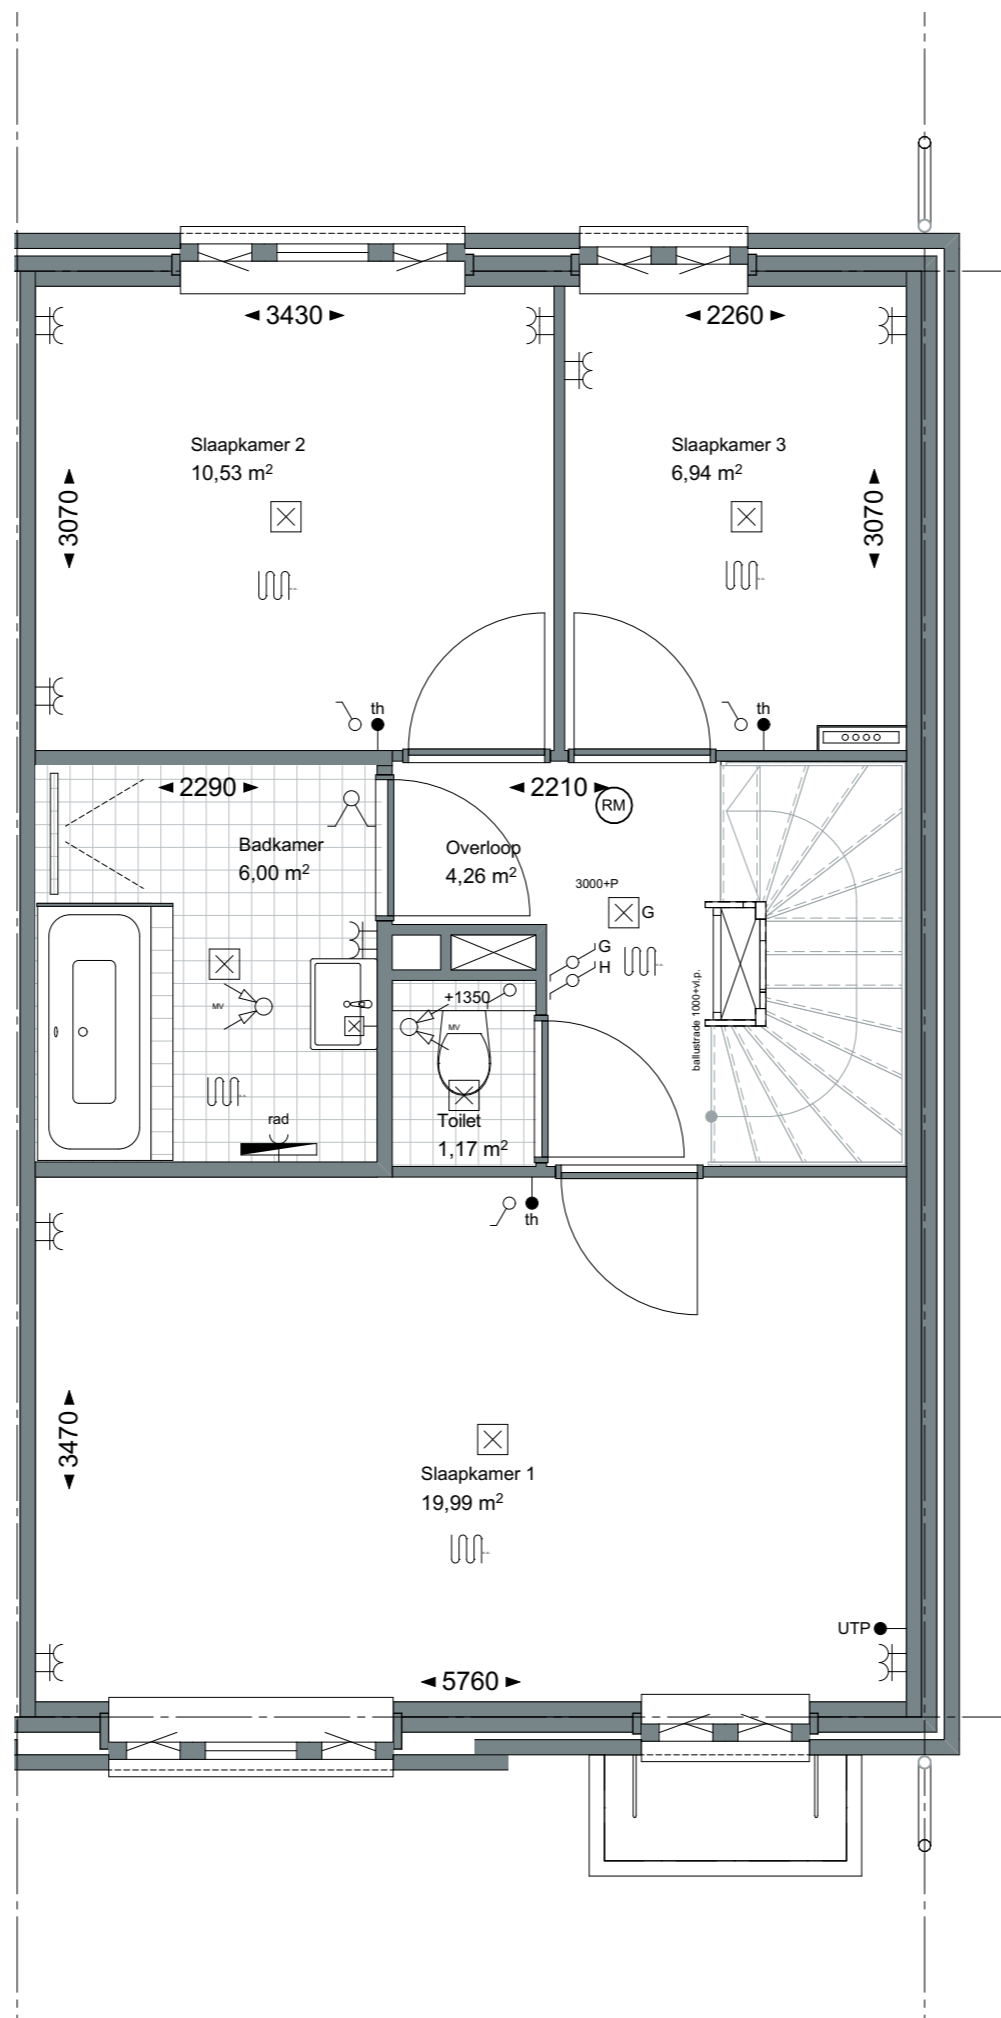 3430
2260
Slaapkamer 2
10,53 m²
Slaapkamer 3
6,94 m²
3070
3070
th
th
2290
2210
RM
Badkamer
6,00 m²
Overloop
4,26 m²
3000+P
G
G
H
MV
+1350
MV
ballustrade 1000+vl.p.
rad
Toilet
1,17 m²
th
3470
Slaapkamer 1
19,99 m²
UTP
5760